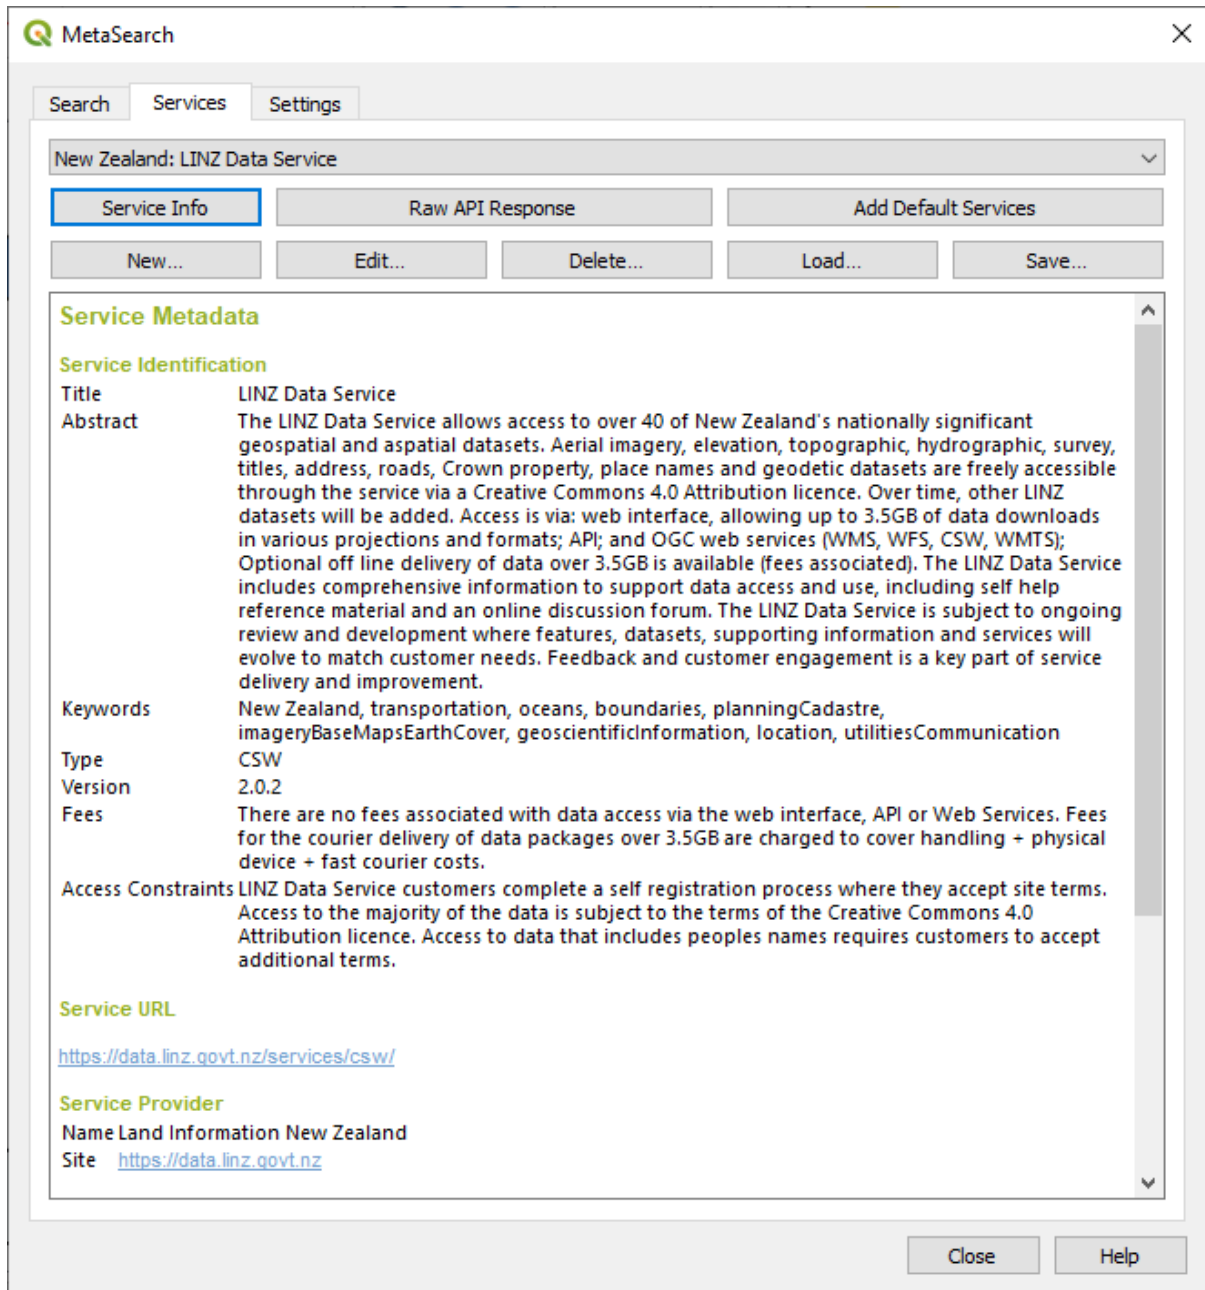 MetaSearch
Search Services Settings
New Zealand: LINZ Data Service
Service Info Raw API Response Add Default Services
New... Edit... Delete... Load... Save...
Service Metadata
Service Identification
Title LINZ Data Service
Abstract The LINZ Data Service allows access to over 40 of New Zealand's nationally significant
geospatial and aspatial datasets. Aerial imagery, elevation, topographic, hydrographic, survey,
titles, address, roads, Crown property, place names and geodetic datasets are freely accessible
through the service via a Creative Commons 4.0 Attribution licence. Over time, other LINZ
datasets will be added. Access is via: web interface, allowing up to 3.5GB of data downloads
in various projections and formats; API; and OGC web services (WMS, WFS, CSW, WMTS);
Optional off line delivery of data over 3.5GB is available (fees associated). The LINZ Data Service
includes comprehensive information to support data access and use, including self help
reference material and an online discussion forum. The LINZ Data Service is subject to ongoing
review and development where features, datasets, supporting information and services will
evolve to match customer needs. Feedback and customer engagement is a key part of service
delivery and improvement.
Keywords New Zealand, transportation, oceans, boundaries, planningCadastre,
imageryBaseMapsEarthCover, geoscientificInformation, location, utilitiesCommunication
Type CSW
Version 2.0.2
Fees There are no fees associated with data access via the web interface, API or Web Services. Fees
for the courier delivery of data packages over 3.5GB are charged to cover handling + physical
device + fast courier costs.
Access Constraints LINZ Data Service customers complete a self registration process where they accept site terms.
Access to the majority of the data is subject to the terms of the Creative Commons 4.0
Attribution licence. Access to data that includes peoples names requires customers to accept
additional terms.
Service URL
https://data.linz.govt.nz/services/csw/
Service Provider
Name Land Information New Zealand
Site https://data.linz.govt.nz
Close Help